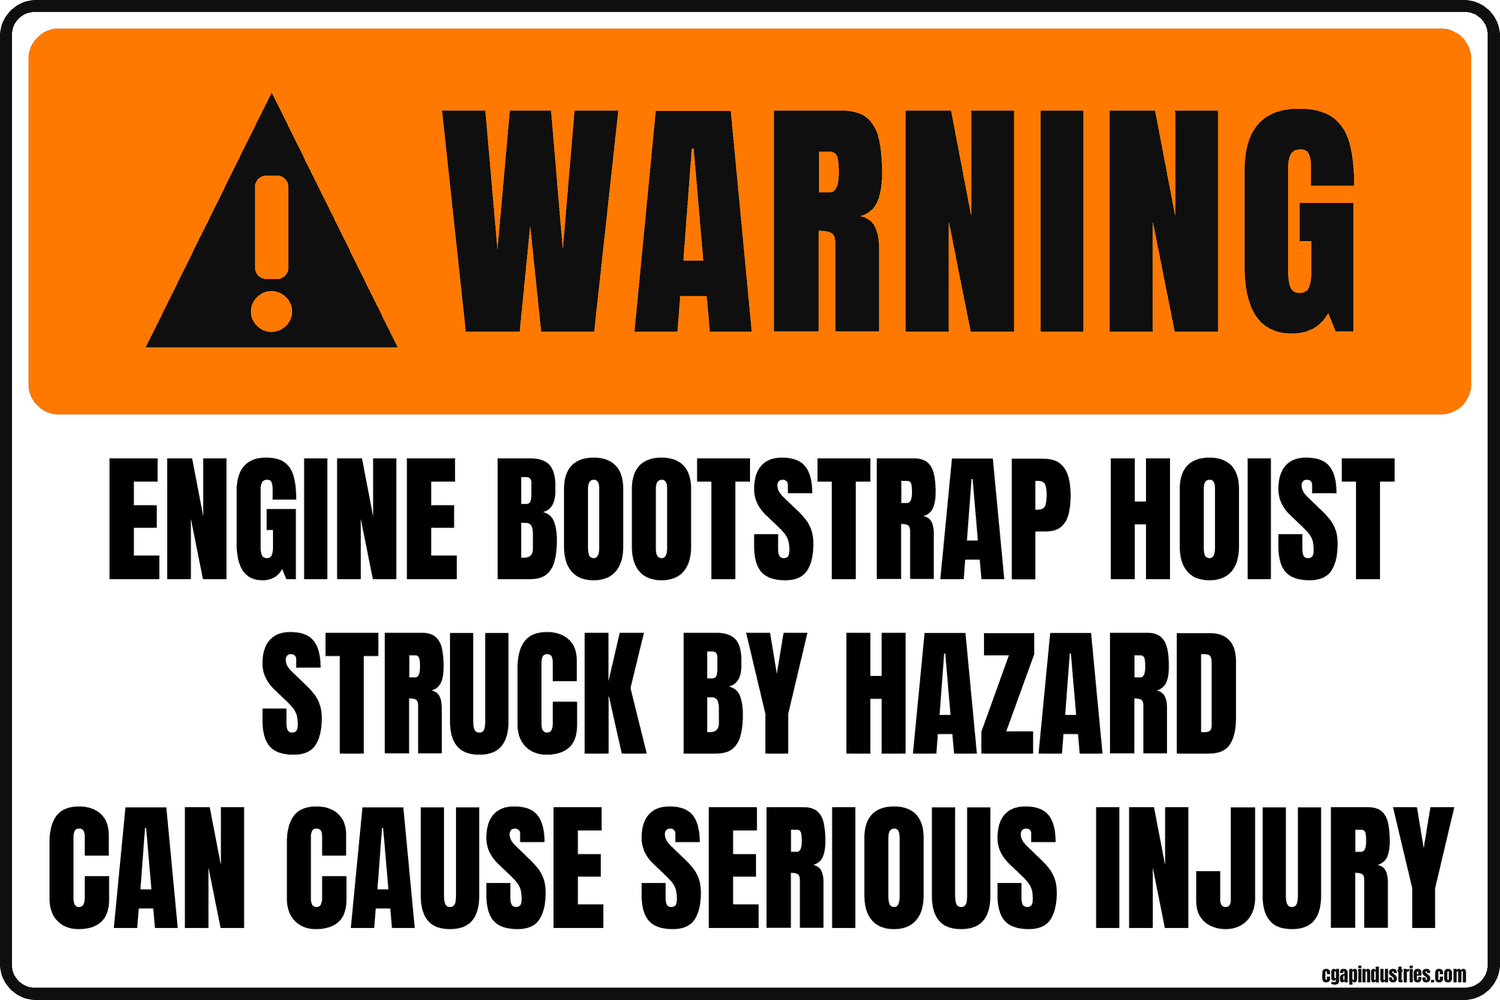 WARNING
ENGINE BOOTSTRAP HOIST
STRUCK BY HAZARD
CAN CAUSE SERIOUS INJURY
cgapindustries.com